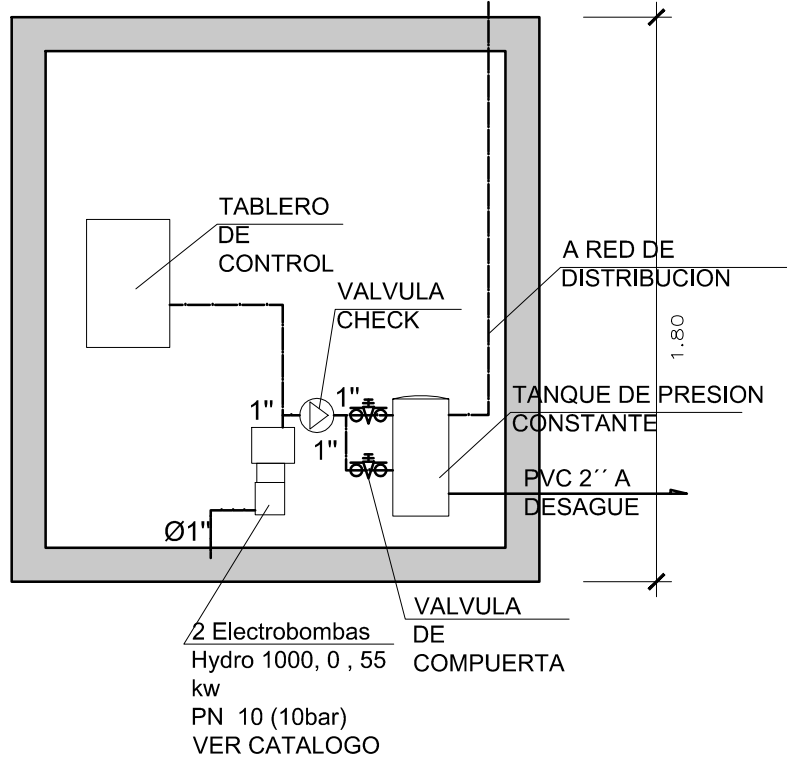 TABLERO
DE
CONTROL
VALVULA
CHECK
A RED DE
DISTRIBUCION
1.80
1"
1"
1"
TANQUE DE PRESION
CONSTANTE
PVC 2´´ A
DESAGUE
Ø1"
VALVULA
DE
COMPUERTA
2 Electrobombas
Hydro 1000, 0 , 55
kw
PN 10 (10bar)
VER CATALOGO